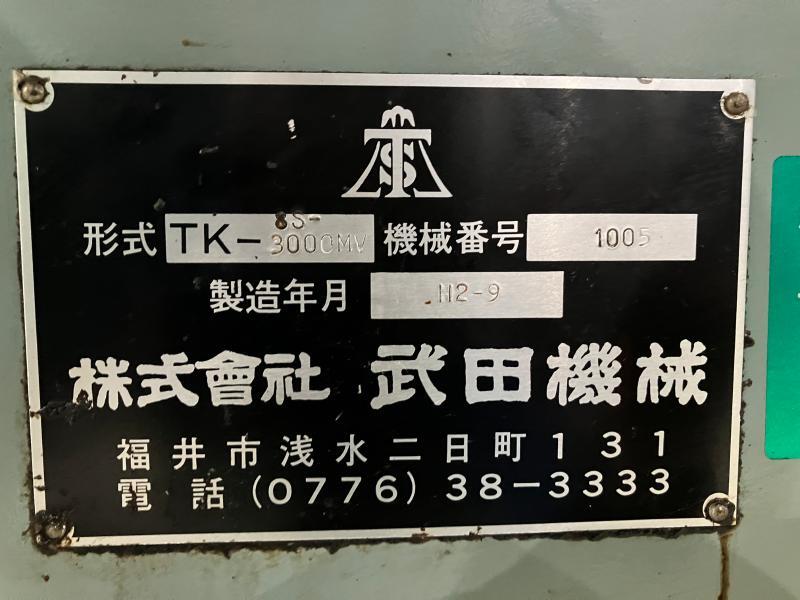 TS
形式 TK-8S-3000MV 機械番号 1005
製造年月 H2-9
株式會社 武田機械
福井市浅水二日町131
電話(0776)38-3333